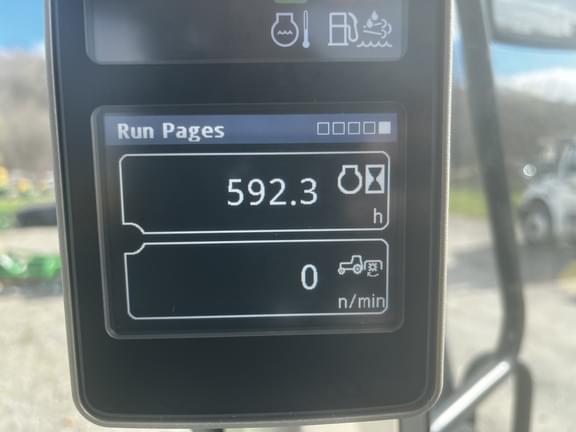 Run Pages
592.3
h
0
n/min